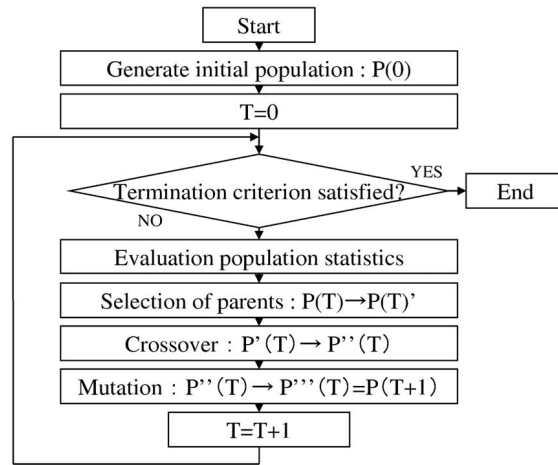 Start
Generate initial population : P(0)
T=0
Termination criterion satisfied?
YES
End
NO
Evaluation population statistics
Selection of parents : P(T)→P(T)’
Crossover : P’(T)→ P’’(T)
Mutation : P’’(T)→ P’’’(T)=P(T+1)
T=T+1